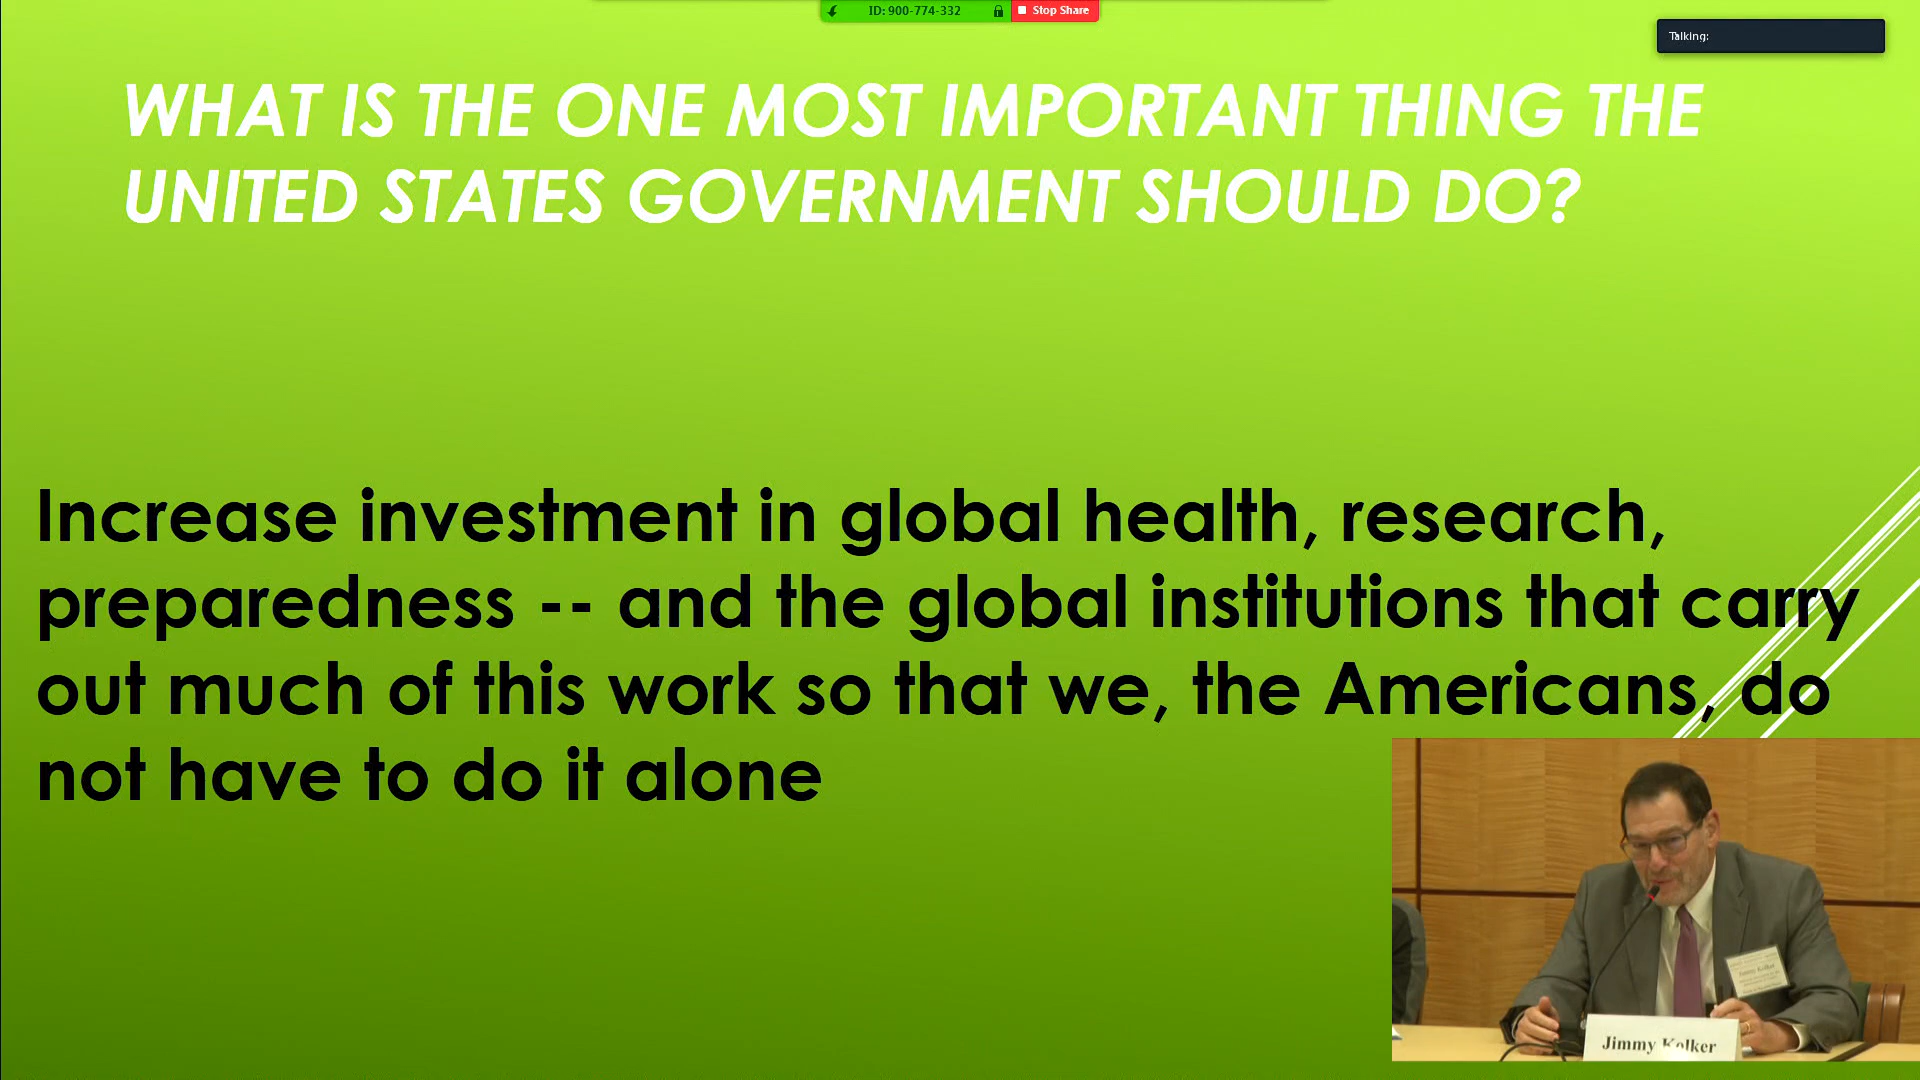 ID: 900-774-332
Stop Share
Talking:
WHAT IS THE ONE MOST IMPORTANT THING THE
UNITED STATES GOVERNMENT SHOULD DO?
Increase investment in global health, research,
preparedness -- and the global institutions that carry
out much of this work so that we, the Americans, do
not have to do it alone
Jimmy Kolker
Jimmy Kolker